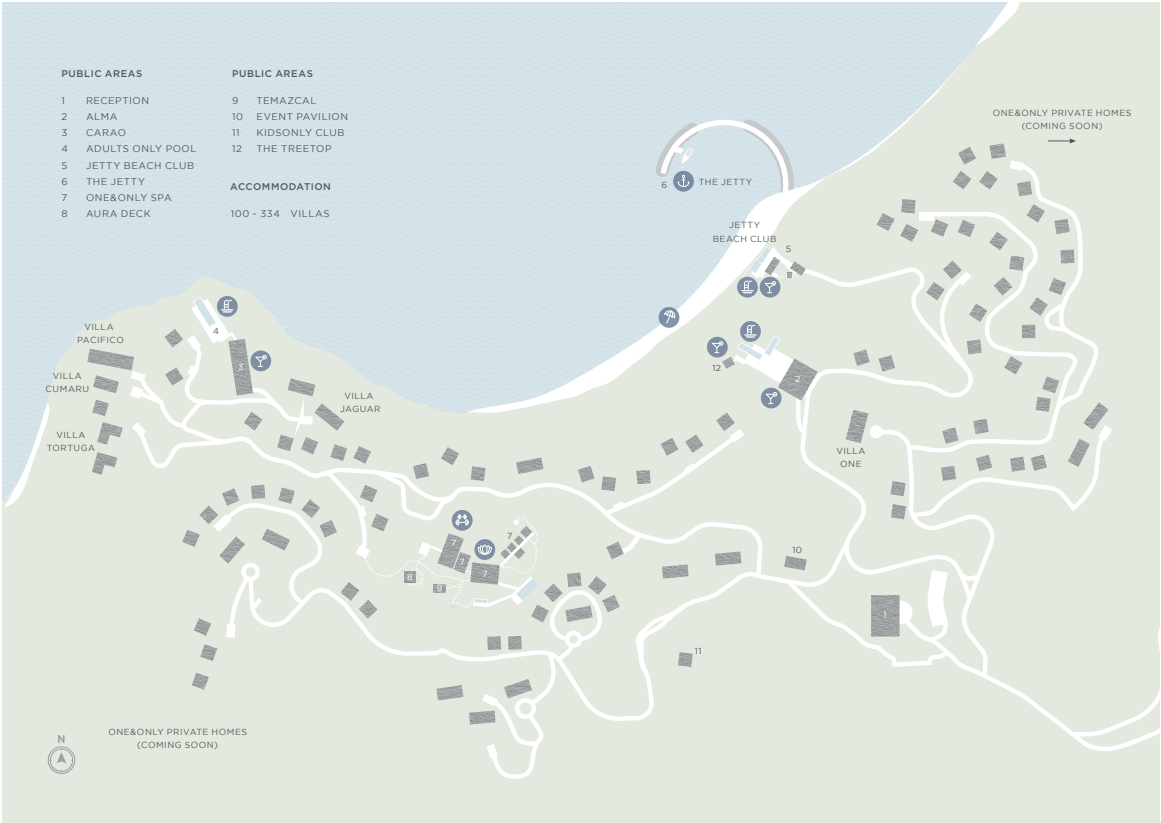 PUBLIC AREAS
1 RECEPTION
2 ALMA
3 CARAO
4 ADULTS ONLY POOL
5 JETTY BEACH CLUB
6 THE JETTY
7 ONE&ONLY SPA
8 AURA DECK
PUBLIC AREAS
9 TEMAZCAL
10 EVENT PAVILION
11 KIDSONLY CLUB
12 THE TREETOP
ACCOMMODATION
100 - 334 VILLAS
ONE&ONLY PRIVATE HOMES
(COMING SOON)
6 THE JETTY
JETTY
BEACH CLUB
5
4
VILLA
PACIFICO
3
12
2
VILLA
CUMARU
VILLA
JAGUAR
VILLA
TORTUGA
VILLA
ONE
7
7
7
7
8
9
10
1
11
ONE&ONLY PRIVATE HOMES
(COMING SOON)
N